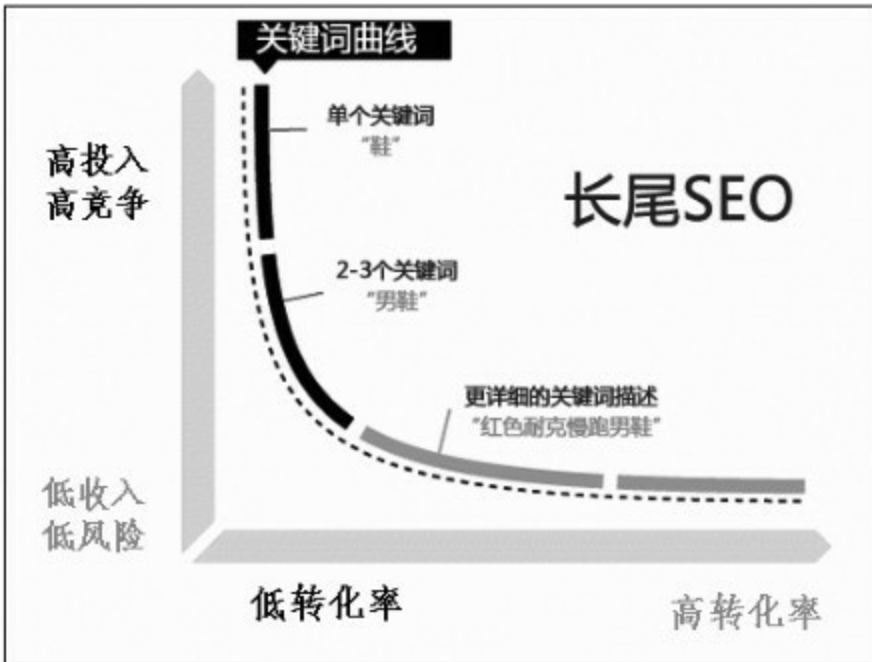 关键词曲线
单个关键词
“鞋”
高投入
高竞争
长尾SEO
2-3个关键词
“男鞋”
更详细的关键词描述
“红色耐克慢跑男鞋”
低收入
低风险
低转化率
高转化率